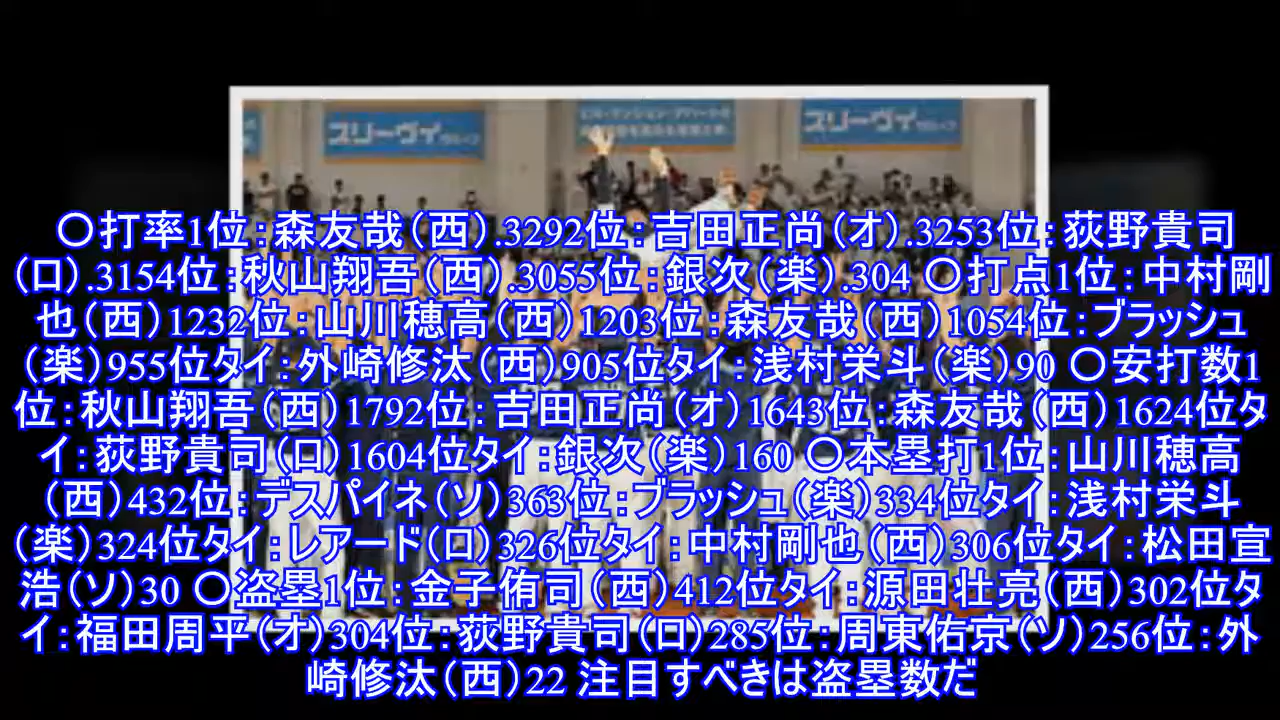 スリーヴィ
スリーヴィ
〇打率1位：森友哉（西）.3292位：吉田正尚（オ）.3253位：荻野貴司
（ロ）.3154位：秋山翔吾（西）.3055位：銀次（楽）.304 〇打点1位：中村剛
也（西）1232位：山川穂高（西）1203位：森友哉（西）1054位：ブラッシュ
（楽）955位タイ：外崎修汰（西）905位タイ：浅村栄斗（楽）90 〇安打数1
位：秋山翔吾（西）1792位：吉田正尚（オ）1643位：森友哉（西）1624位タ
イ：荻野貴司（ロ）1604位タイ：銀次（楽）160 〇本塁打1位：山川穂高
（西）432位：デスパイネ（ソ）363位：ブラッシュ（楽）334位タイ：浅村栄斗
（楽）324位タイ：レアード（ロ）326位タイ：中村剛也（西）306位タイ：松田宣
浩（ソ）30 〇盗塁1位：金子侑司（西）412位タイ：源田壮亮（西）302位タ
イ：福田周平（オ）304位：荻野貴司（ロ）285位：周東佑京（ソ）256位：外
崎修汰（西）22 注目すべきは盗塁数だ